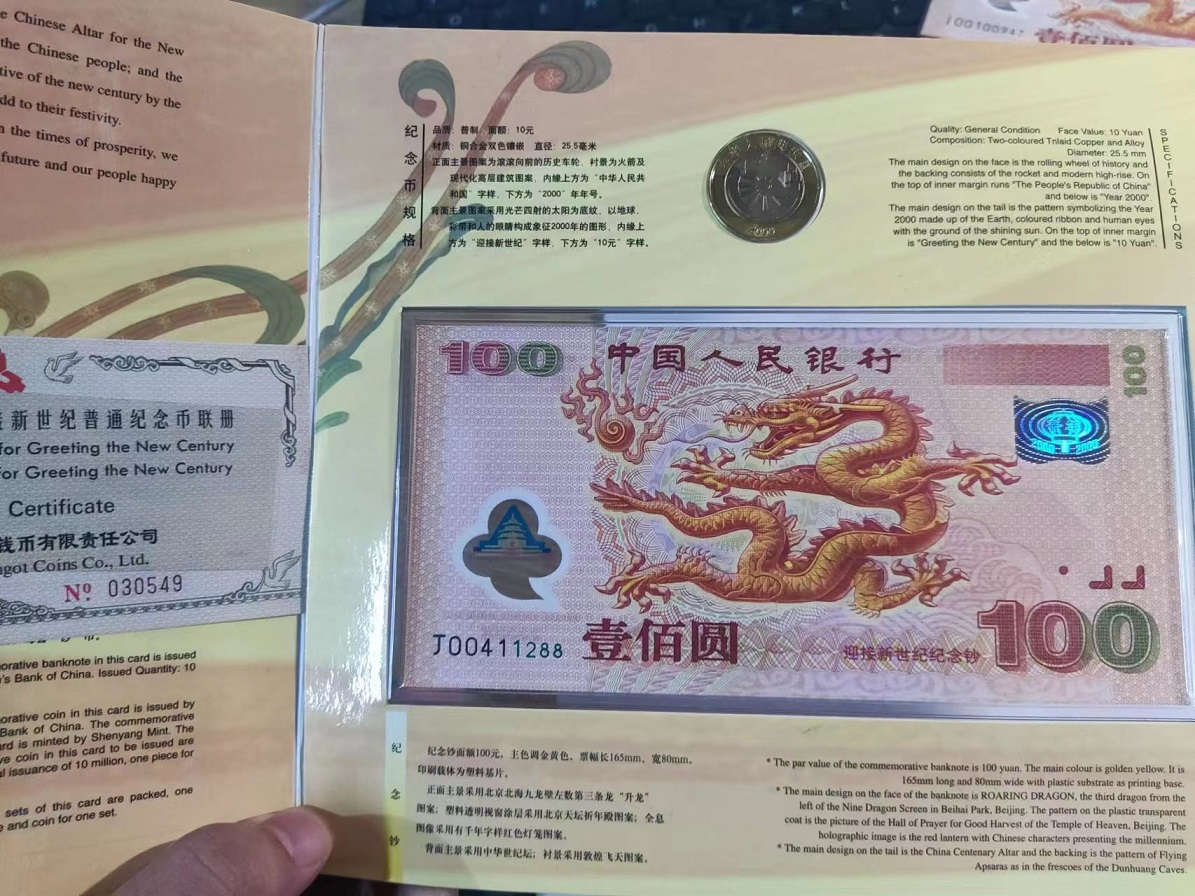 e Chinese Altar for the New
the Chinese people; and the
tive of the new century by the
dd to their festivity.
n the times of prosperity, we
future and our people happy
新世纪普通纪念币联册
for Greeting the New Century
for Greeting the New Century
Certificate
钱币有限责任公司
ngot Coins Co., Ltd.
Nº 030549
orative banknote in this card is issued
's Bank of China. Issued Quantity: 10
orative coin in this card is issued by
Bank of China. The commemorative
rd is minted by Shenyang Mint. The
ve coin in this card to be issued are
al issuance of 10 million, one piece for
sets of this card are packed, one
e and coin for one set.
J00100947
壹佰圆
纪念币规格
品质：普制 面额：10元
材质：铜合金双色镶嵌 直径：25.5毫米
正面主景图案为滚滚向前的历史车轮、衬景为火箭及
现代化高层建筑图案，内缘上方为“中华人民共
和国”字样，下方为“2000”年年号。
背面主景图案采用光芒四射的太阳为底纹，以地球、
彩带和人的眼睛构成象征2000年的图形，内缘上
方为“迎接新世纪”字样，下方为“10元”字样。
2000
Quality: General Condition Face Value: 10 Yuan
Composition: Two-coloured Tnlaid Copper and Alloy
Diameter: 25.5 mm
The main design on the face is the rolling wheel of history and
the backing consists of the rocket and modern high-rise. On
the top of inner margin runs "The People's Republic of China"
and below is "Year 2000".
The main design on the tail is the pattern symbolizing the Year
2000 made up of the Earth, coloured ribbon and human eyes
with the ground of the shining sun. On the top of inner margin
is "Greeting the New Century" and the below is "10 Yuan".
SPECIFICATIONS
100
中国人民银行
100
2000 2000
J00411288
壹佰圆
迎接新世纪纪念钞
100
纪念钞
纪念钞面额100元，主色调金黄色，票幅长165mm，宽80mm，
印刷载体为塑料基片。
正面主景采用北京北海九龙壁左数第三条龙“升龙”
图案；塑料透明视窗涂层采用北京天坛祈年殿图案；全息
图像采用有千年字样红色灯笼图案。
背面主景采用中华世纪坛；衬景采用敦煌飞天图案。
* The par value of the commemorative banknote is 100 yuan. The main colour is golden yellow. It is
165mm long and 80mm wide with plastic substrate as printing base.
* The main design on the face of the banknote is ROARING DRAGON, the third dragon from the
left of the Nine Dragon Screen in Beihai Park, Beijing. The pattern on the plastic transparent
coat is the picture of the Hall of Prayer for Good Harvest of the Temple of Heaven, Beijing. The
holographic image is the red lantern with Chinese characters presenting the millennium.
* The main design on the tail is the China Centenary Altar and the backing is the pattern of Flying
Apsaras as in the frescoes of the Dunhuang Caves.